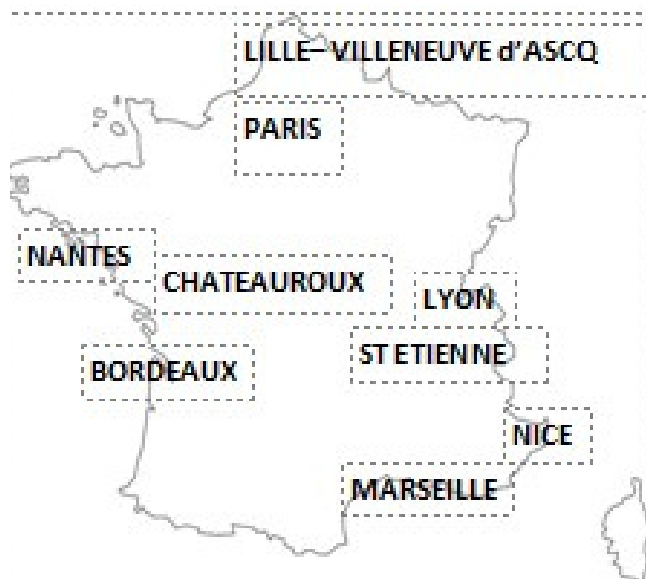 LILLE– VILLENEUVE d'ASCQ
PARIS
NANTES
CHATEAUROUX
LYON
ST ETIENNE
BORDEAUX
NICE
MARSEILLE